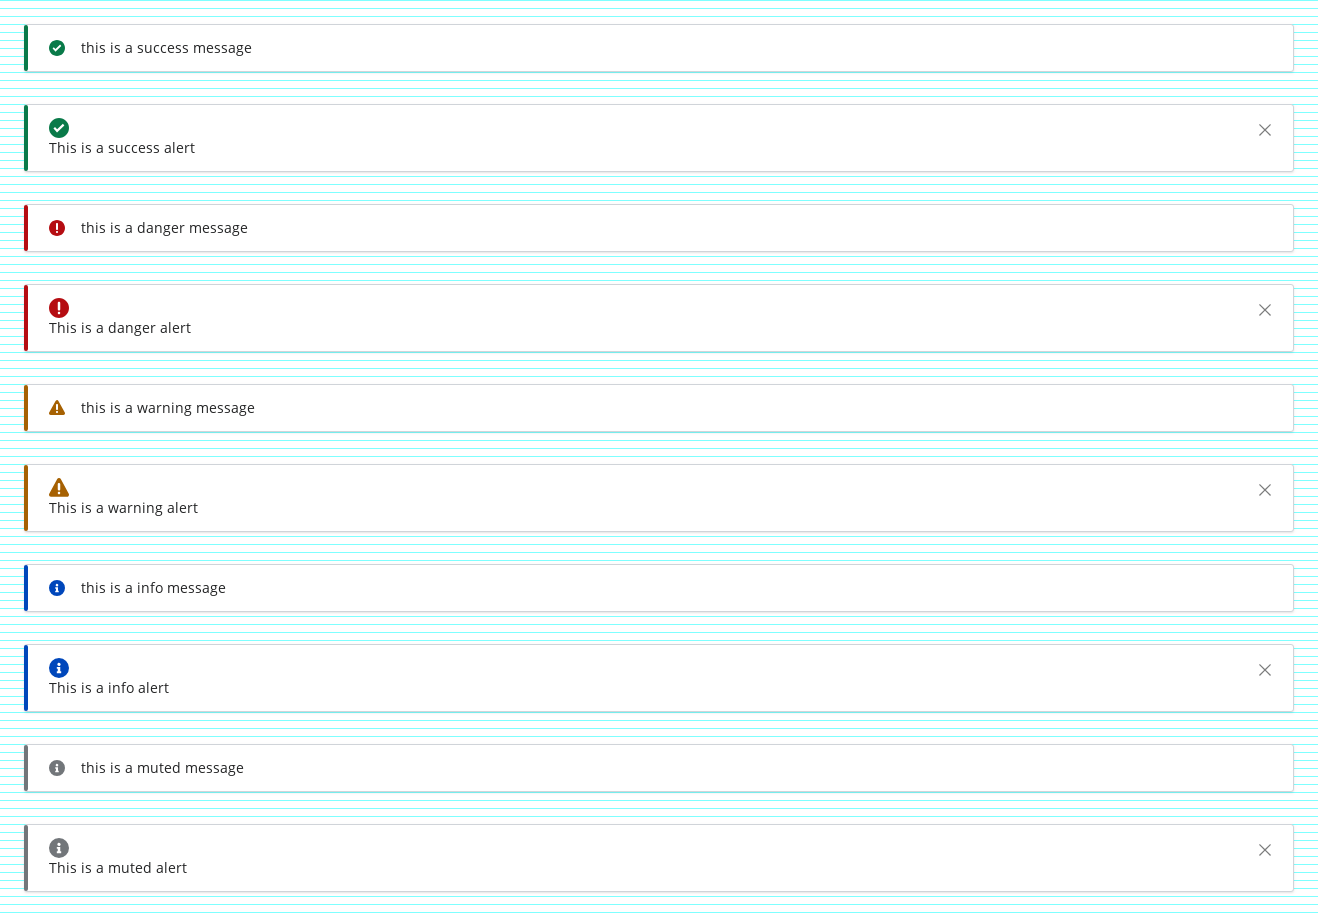 this is a success message
This is a success alert
this is a danger message
This is a danger alert
this is a warning message
This is a warning alert
this is a info message
This is a info alert
this is a muted message
This is a muted alert